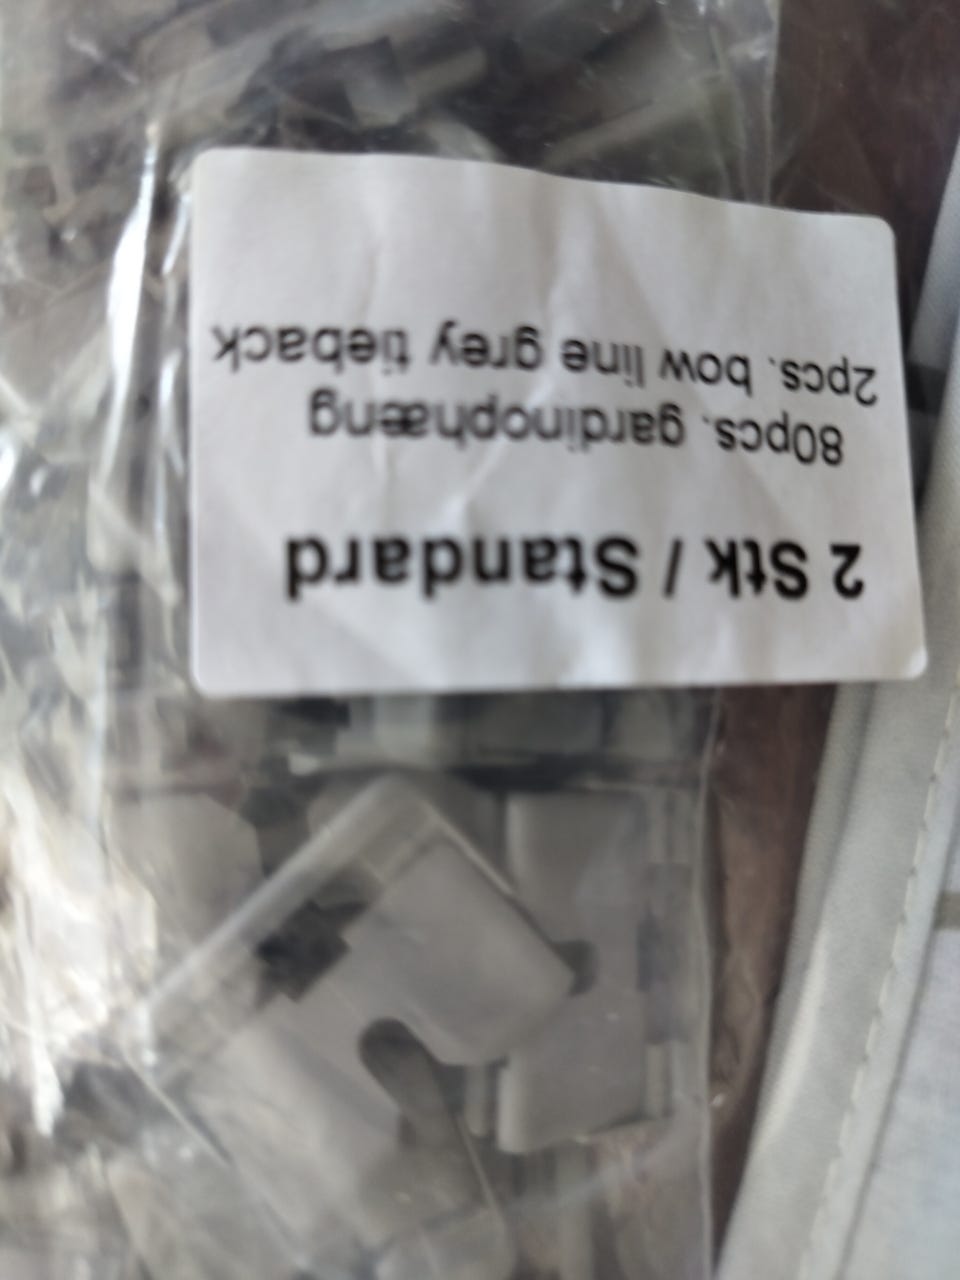 2 Stk / Standard
80pcs. gardinophæng
2pcs. bow line grey tieback